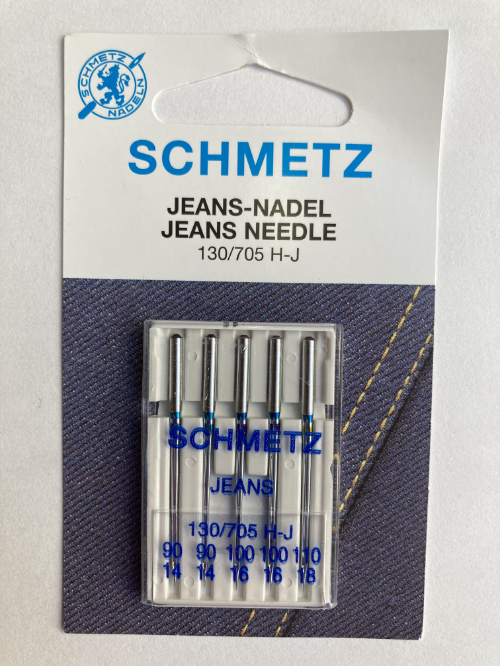 SCHMETZ
NADELN
SCHMETZ
JEANS-NADEL
JEANS NEEDLE
130/705 H-J
SCHMETZ
JEANS
130/705 H-J
90 90 100 100 110
14 14 16 16 18